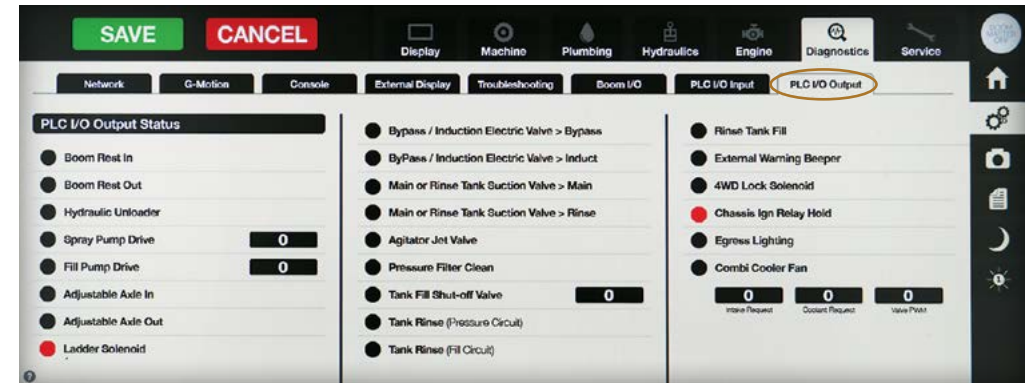 SAVE
CANCEL
Display
Machine
Plumbing
Hydraulics
Engine
Diagnostics
Service
Network
G-Motion
Console
External Display
Troubleshooting
Boom I/O
PLC I/O Input
PLC I/O Output
PLC I/O Output Status
Boom Rest In
Boom Rest Out
Hydraulic Unloader
Spray Pump Drive 0
Fill Pump Drive 0
Adjustable Axle In
Adjustable Axle Out
Ladder Solenoid
Bypass / Induction Electric Valve > Bypass
ByPass / Induction Electric Valve > Induct
Main or Rinse Tank Suction Valve > Main
Main or Rinse Tank Suction Valve > Rinse
Agitator Jet Valve
Pressure Filter Clean
Tank Fill Shut-off Valve 0
Tank Rinse (Pressure Circuit)
Tank Rinse (Fill Circuit)
Rinse Tank Fill
External Warning Beeper
4WD Lock Solenoid
Chassis Ign Relay Hold
Egress Lighting
Combi Cooler Fan
0 0 0
Intake Request Coolant Request Valve PWM
BOOM
MASTER
OFF